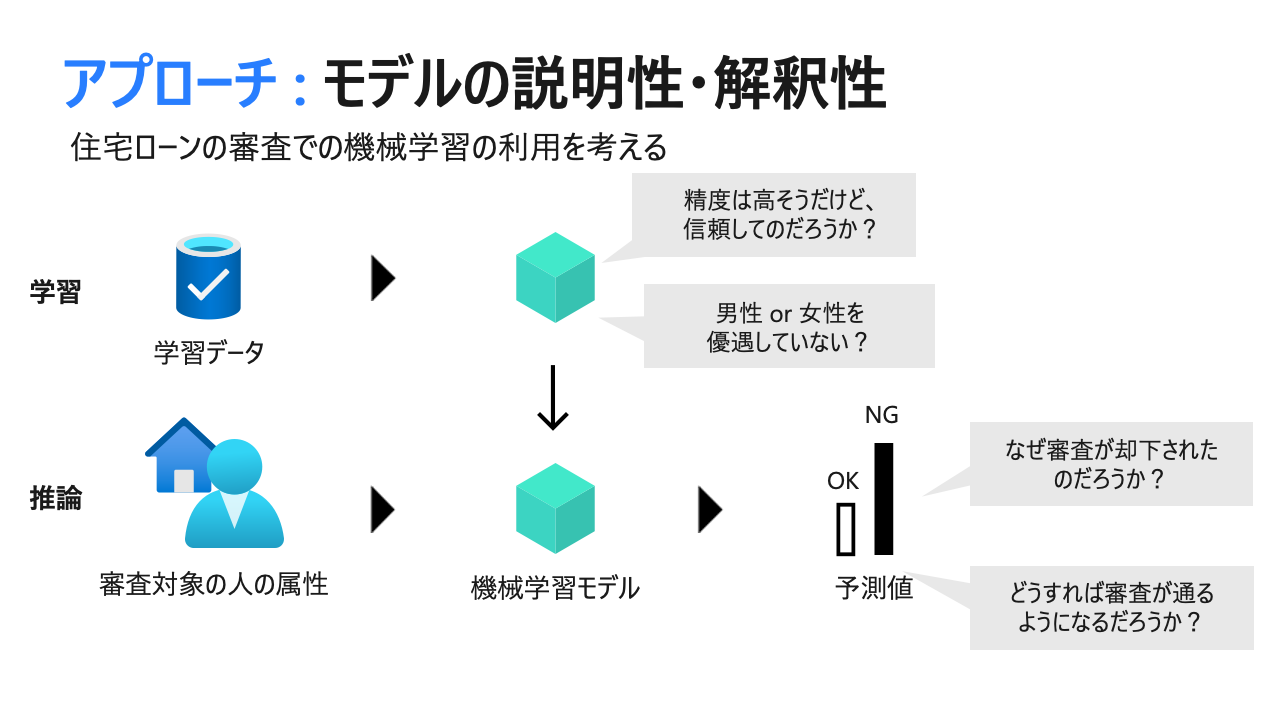 アプローチ : モデルの説明性・解釈性
住宅ローンの審査での機械学習の利用を考える
精度は高そうだけど、
信頼してのだろうか？
学習
学習データ
男性 or 女性を
優遇していない？
NG
OK
なぜ審査が却下された
のだろうか？
推論
審査対象の人の属性
機械学習モデル
予測値
どうすれば審査が通る
ようになるだろうか？